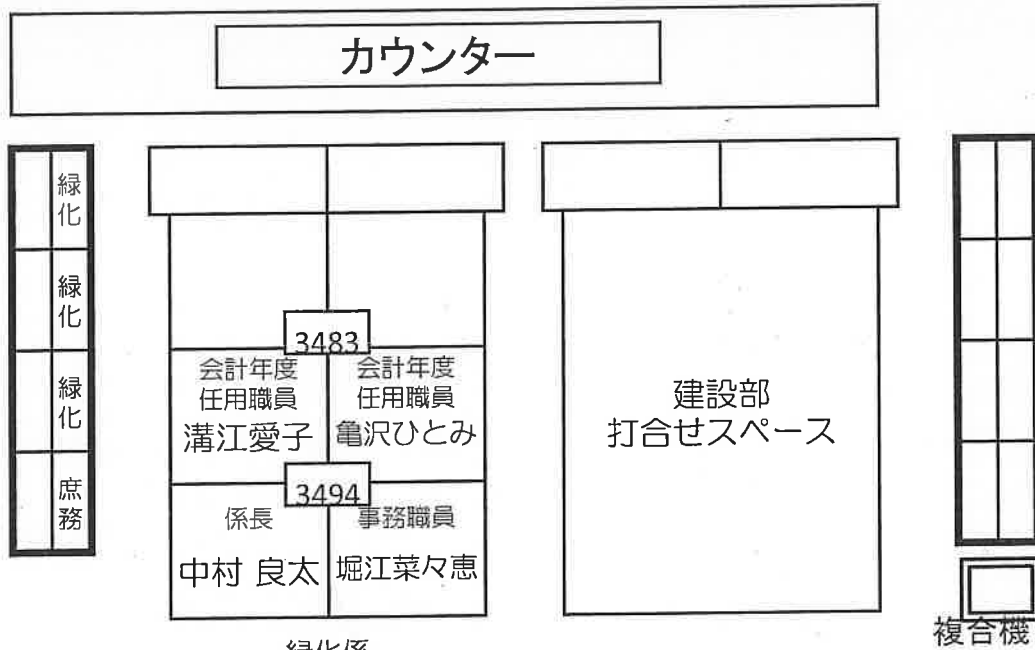 カウンター
緑化
緑化
緑化
庶務
3483
会計年度
任用職員
溝江愛子
会計年度
任用職員
亀沢ひとみ
3494
係長
中村 良太
事務職員
堀江菜々恵
緑化係
建設部
打合せスペース
複合機